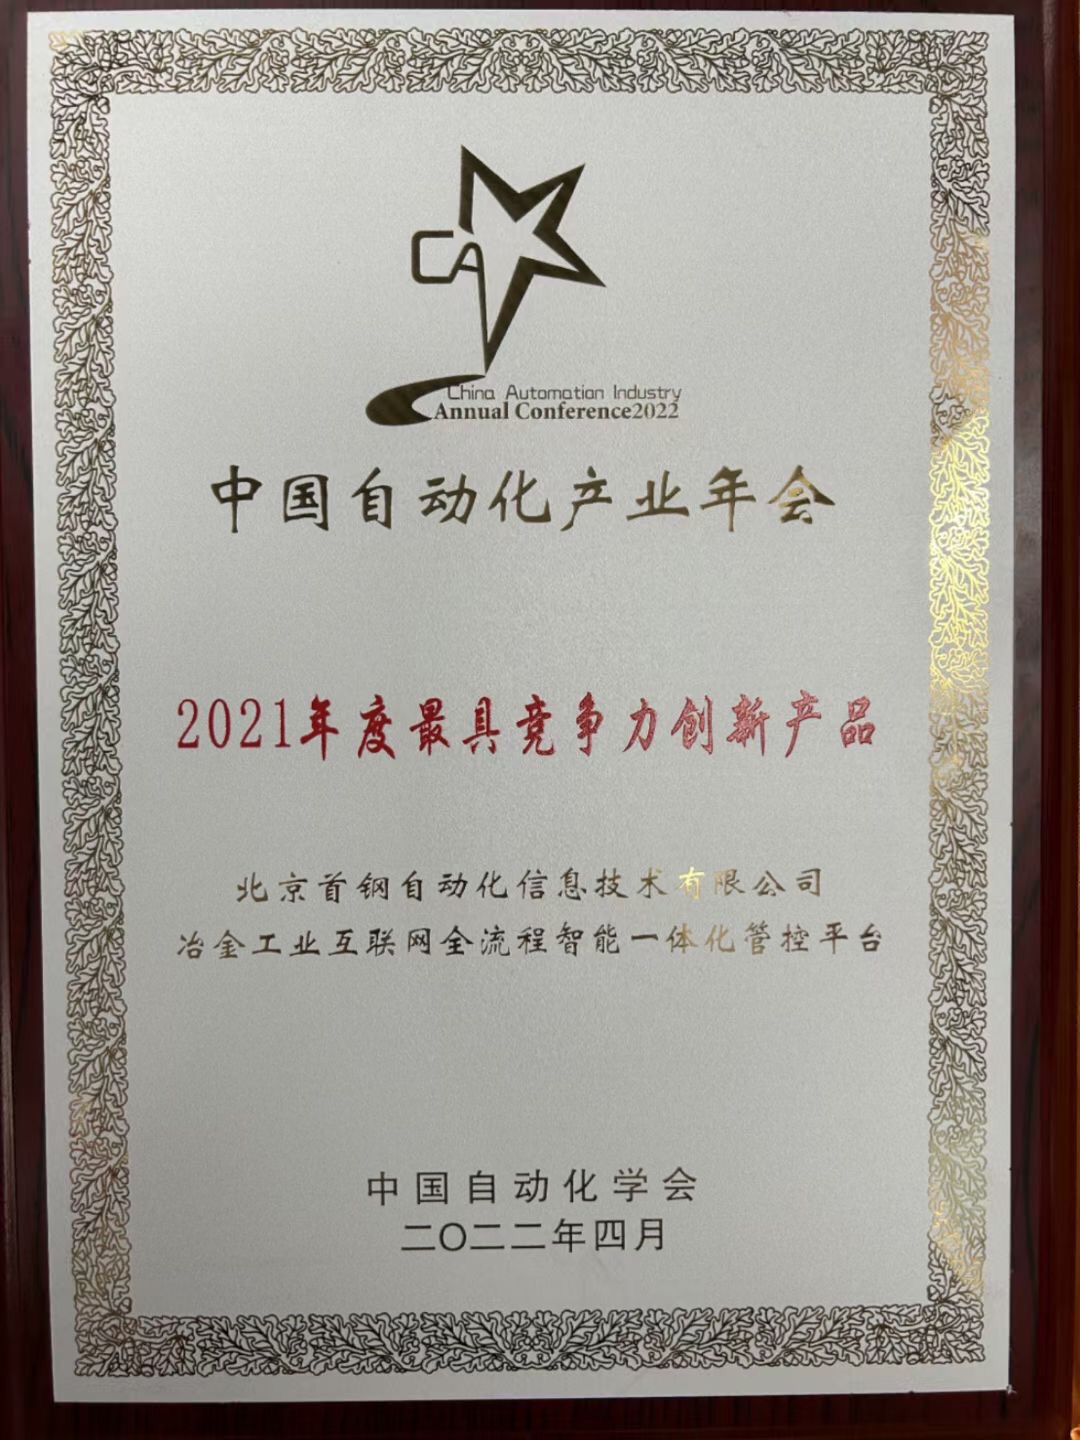 CA
China Automation Industry
Annual Conference2022
中国自动化产业年会
2021年度最具竞争力创新产品
北京首钢自动化信息技术有限公司
冶金工业互联网全流程智能一体化管控平台
中国自动化学会
二〇二二年四月